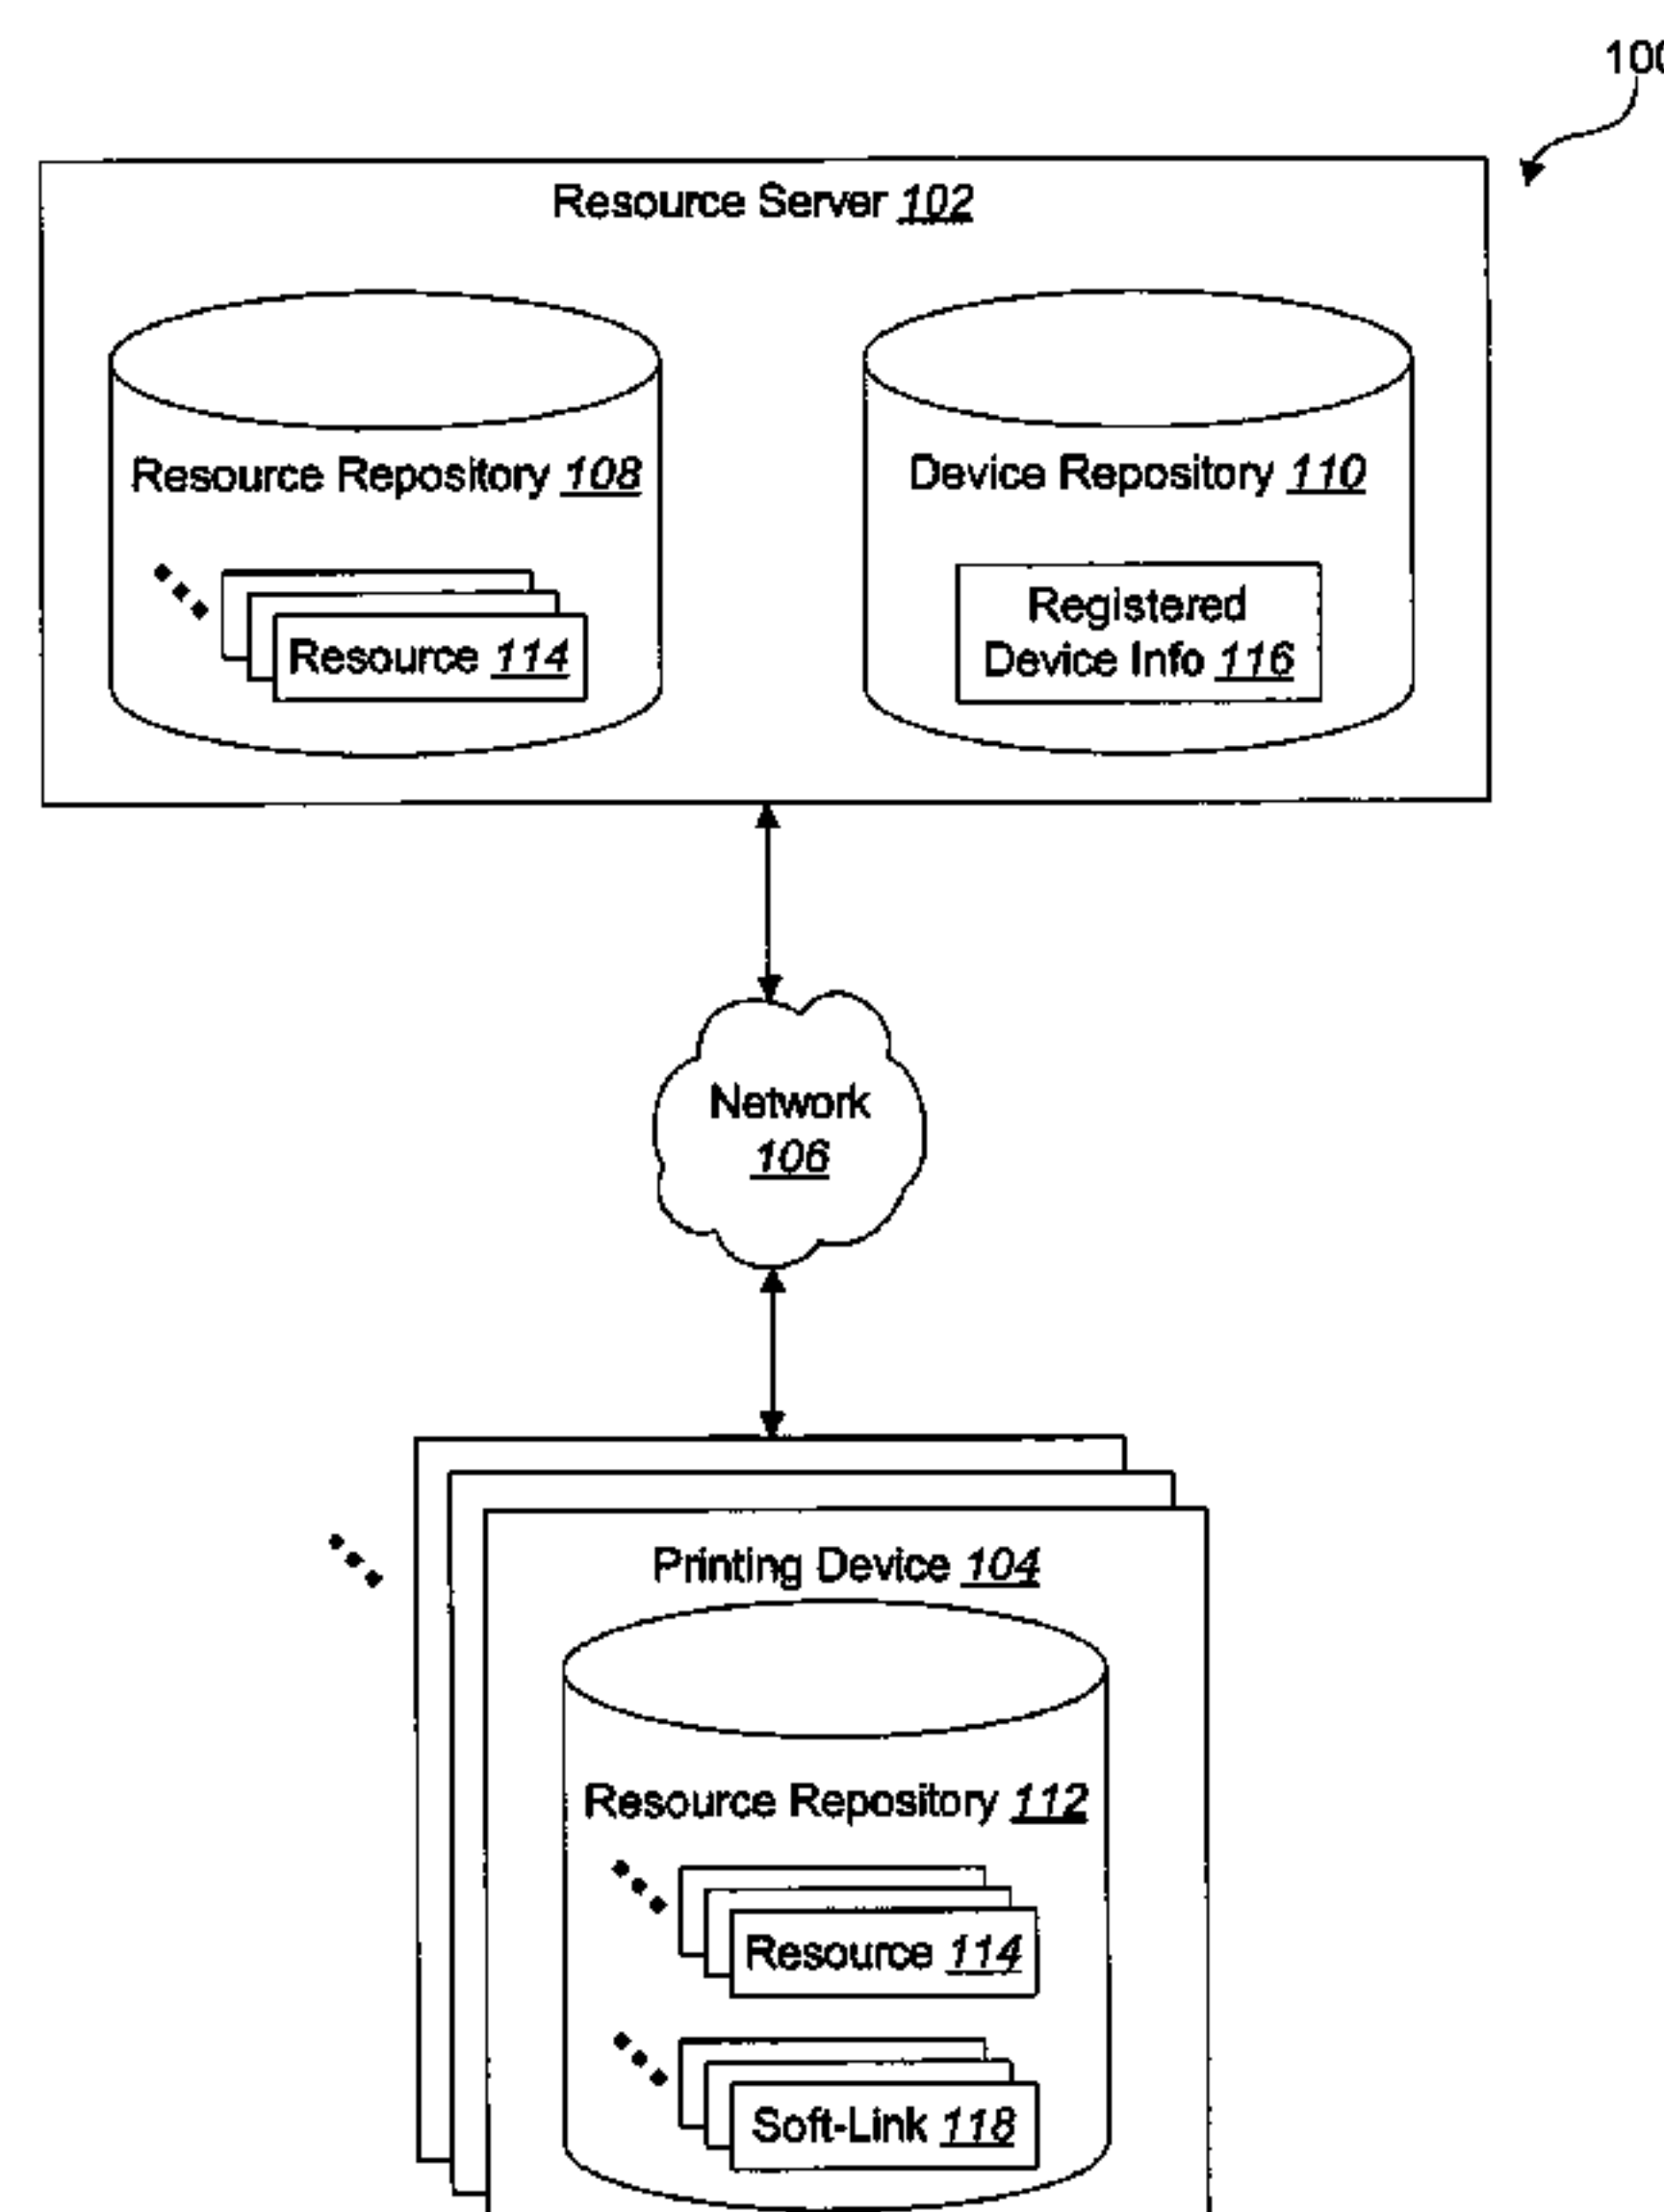 100
Resource Server 102
Resource Repository 108
Device Repository 110
Resource 114
Registered
Device Info 116
Network
106
Printing Device 104
Resource Repository 112
Resource 114
Soft-Link 118